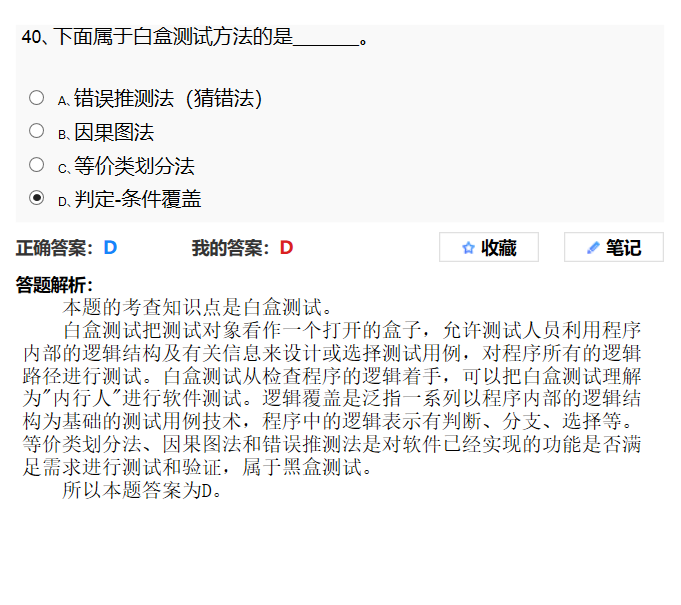 40、下面属于白盒测试方法的是______。
A、错误推测法（猜错法）
B、因果图法
C、等价类划分法
D、判定-条件覆盖
正确答案： D 我的答案： D 收藏 笔记
答题解析：
本题的考查知识点是白盒测试。
白盒测试把测试对象看作一个打开的盒子，允许测试人员利用程序
内部的逻辑结构及有关信息来设计或选择测试用例，对程序所有的逻辑
路径进行测试。白盒测试从检查程序的逻辑着手，可以把白盒测试理解
为"内行人"进行软件测试。逻辑覆盖是泛指一系列以程序内部的逻辑结
构为基础的测试用例技术，程序中的逻辑表示有判断、分支、选择等。
等价类划分法、因果图法和错误推测法是对软件已经实现的功能是否满
足需求进行测试和验证，属于黑盒测试。
所以本题答案为D。